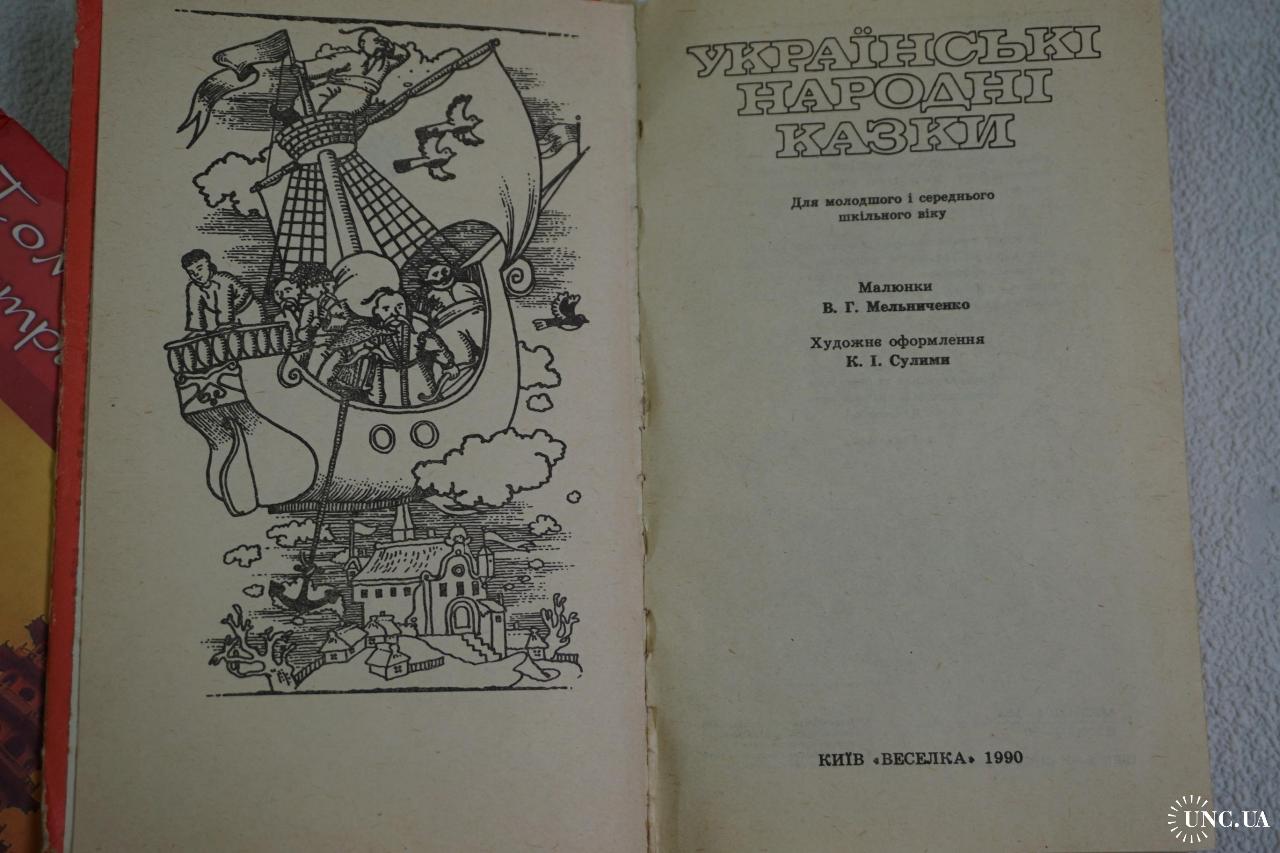 УКРАЇНСЬКІ
НАРОДНІ
КАЗКИ
Для молодшого і середнього
шкільного віку
Малюнки
В. Г. Мельниченко
Художнє оформлення
К. І. Сулими
КИЇВ «ВЕСЕЛКА» 1990
UNC.UA